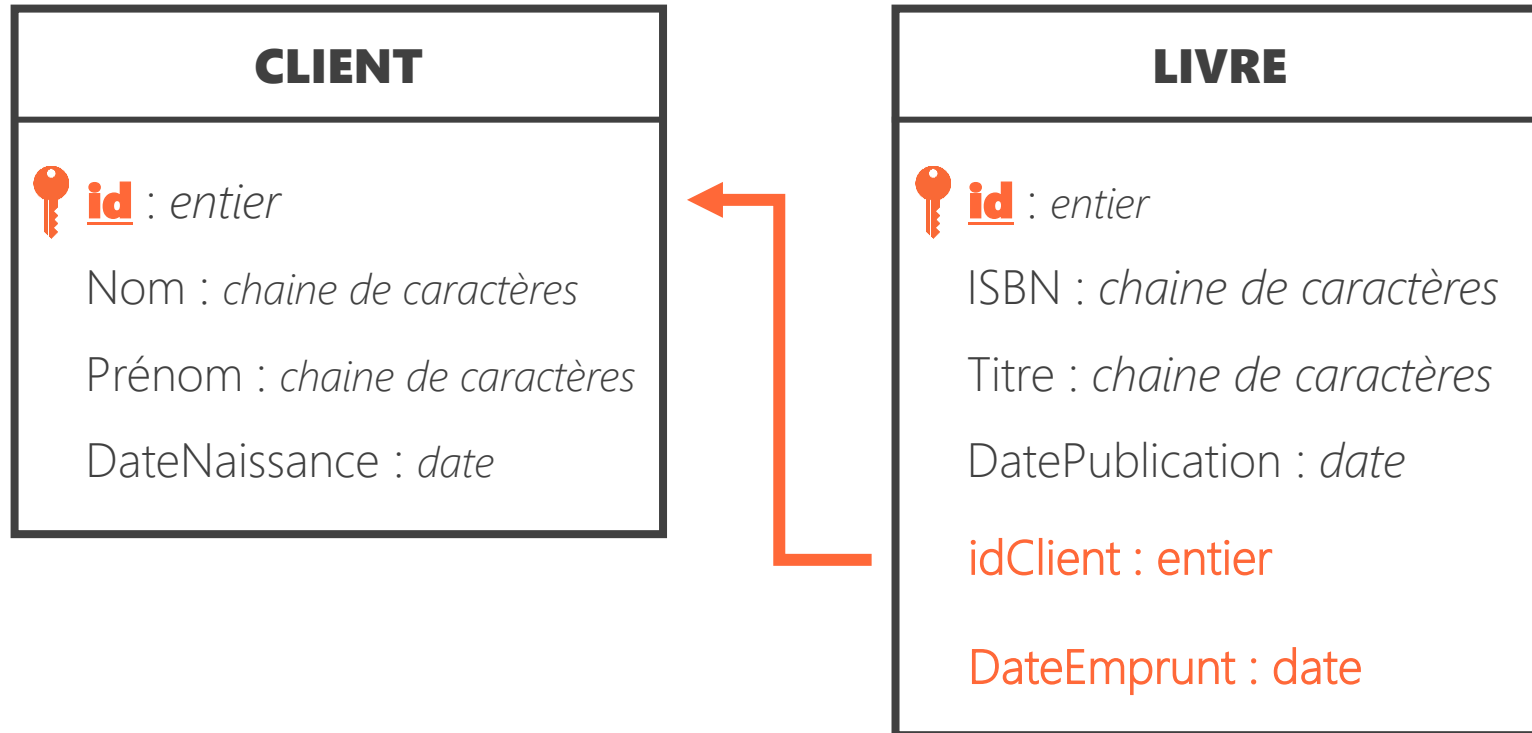 CLIENT
id : entier
Nom : chaine de caractères
Prénom : chaine de caractères
DateNaissance : date
LIVRE
id : entier
ISBN : chaine de caractères
Titre : chaine de caractères
DatePublication : date
idClient : entier
DateEmprunt : date